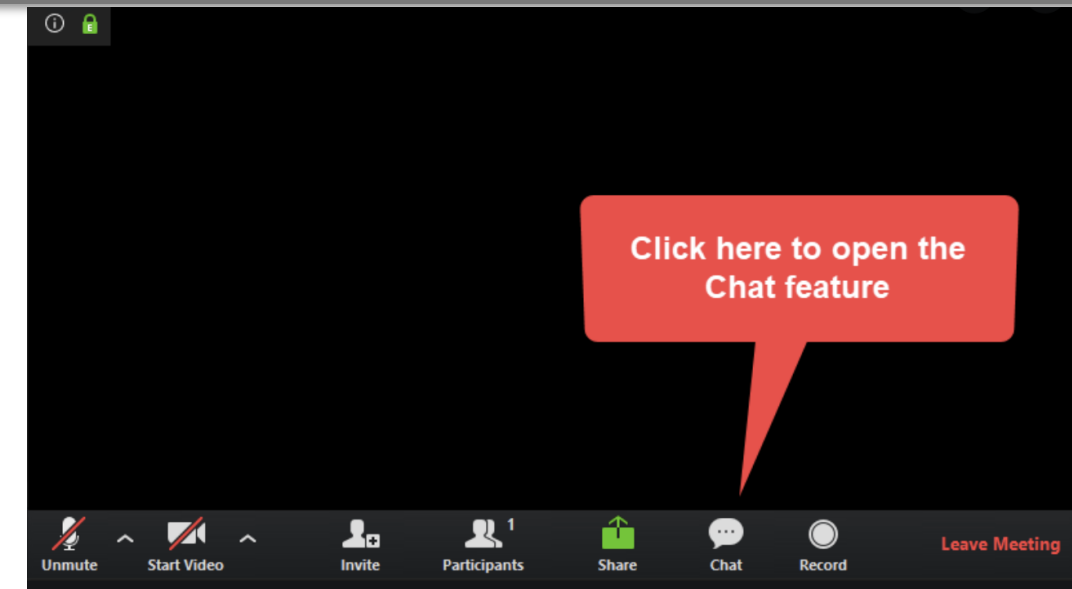 E
Click here to open the
Chat feature
1
Unmute
Start Video
Invite
Participants
Share
Chat
Record
Leave Meeting